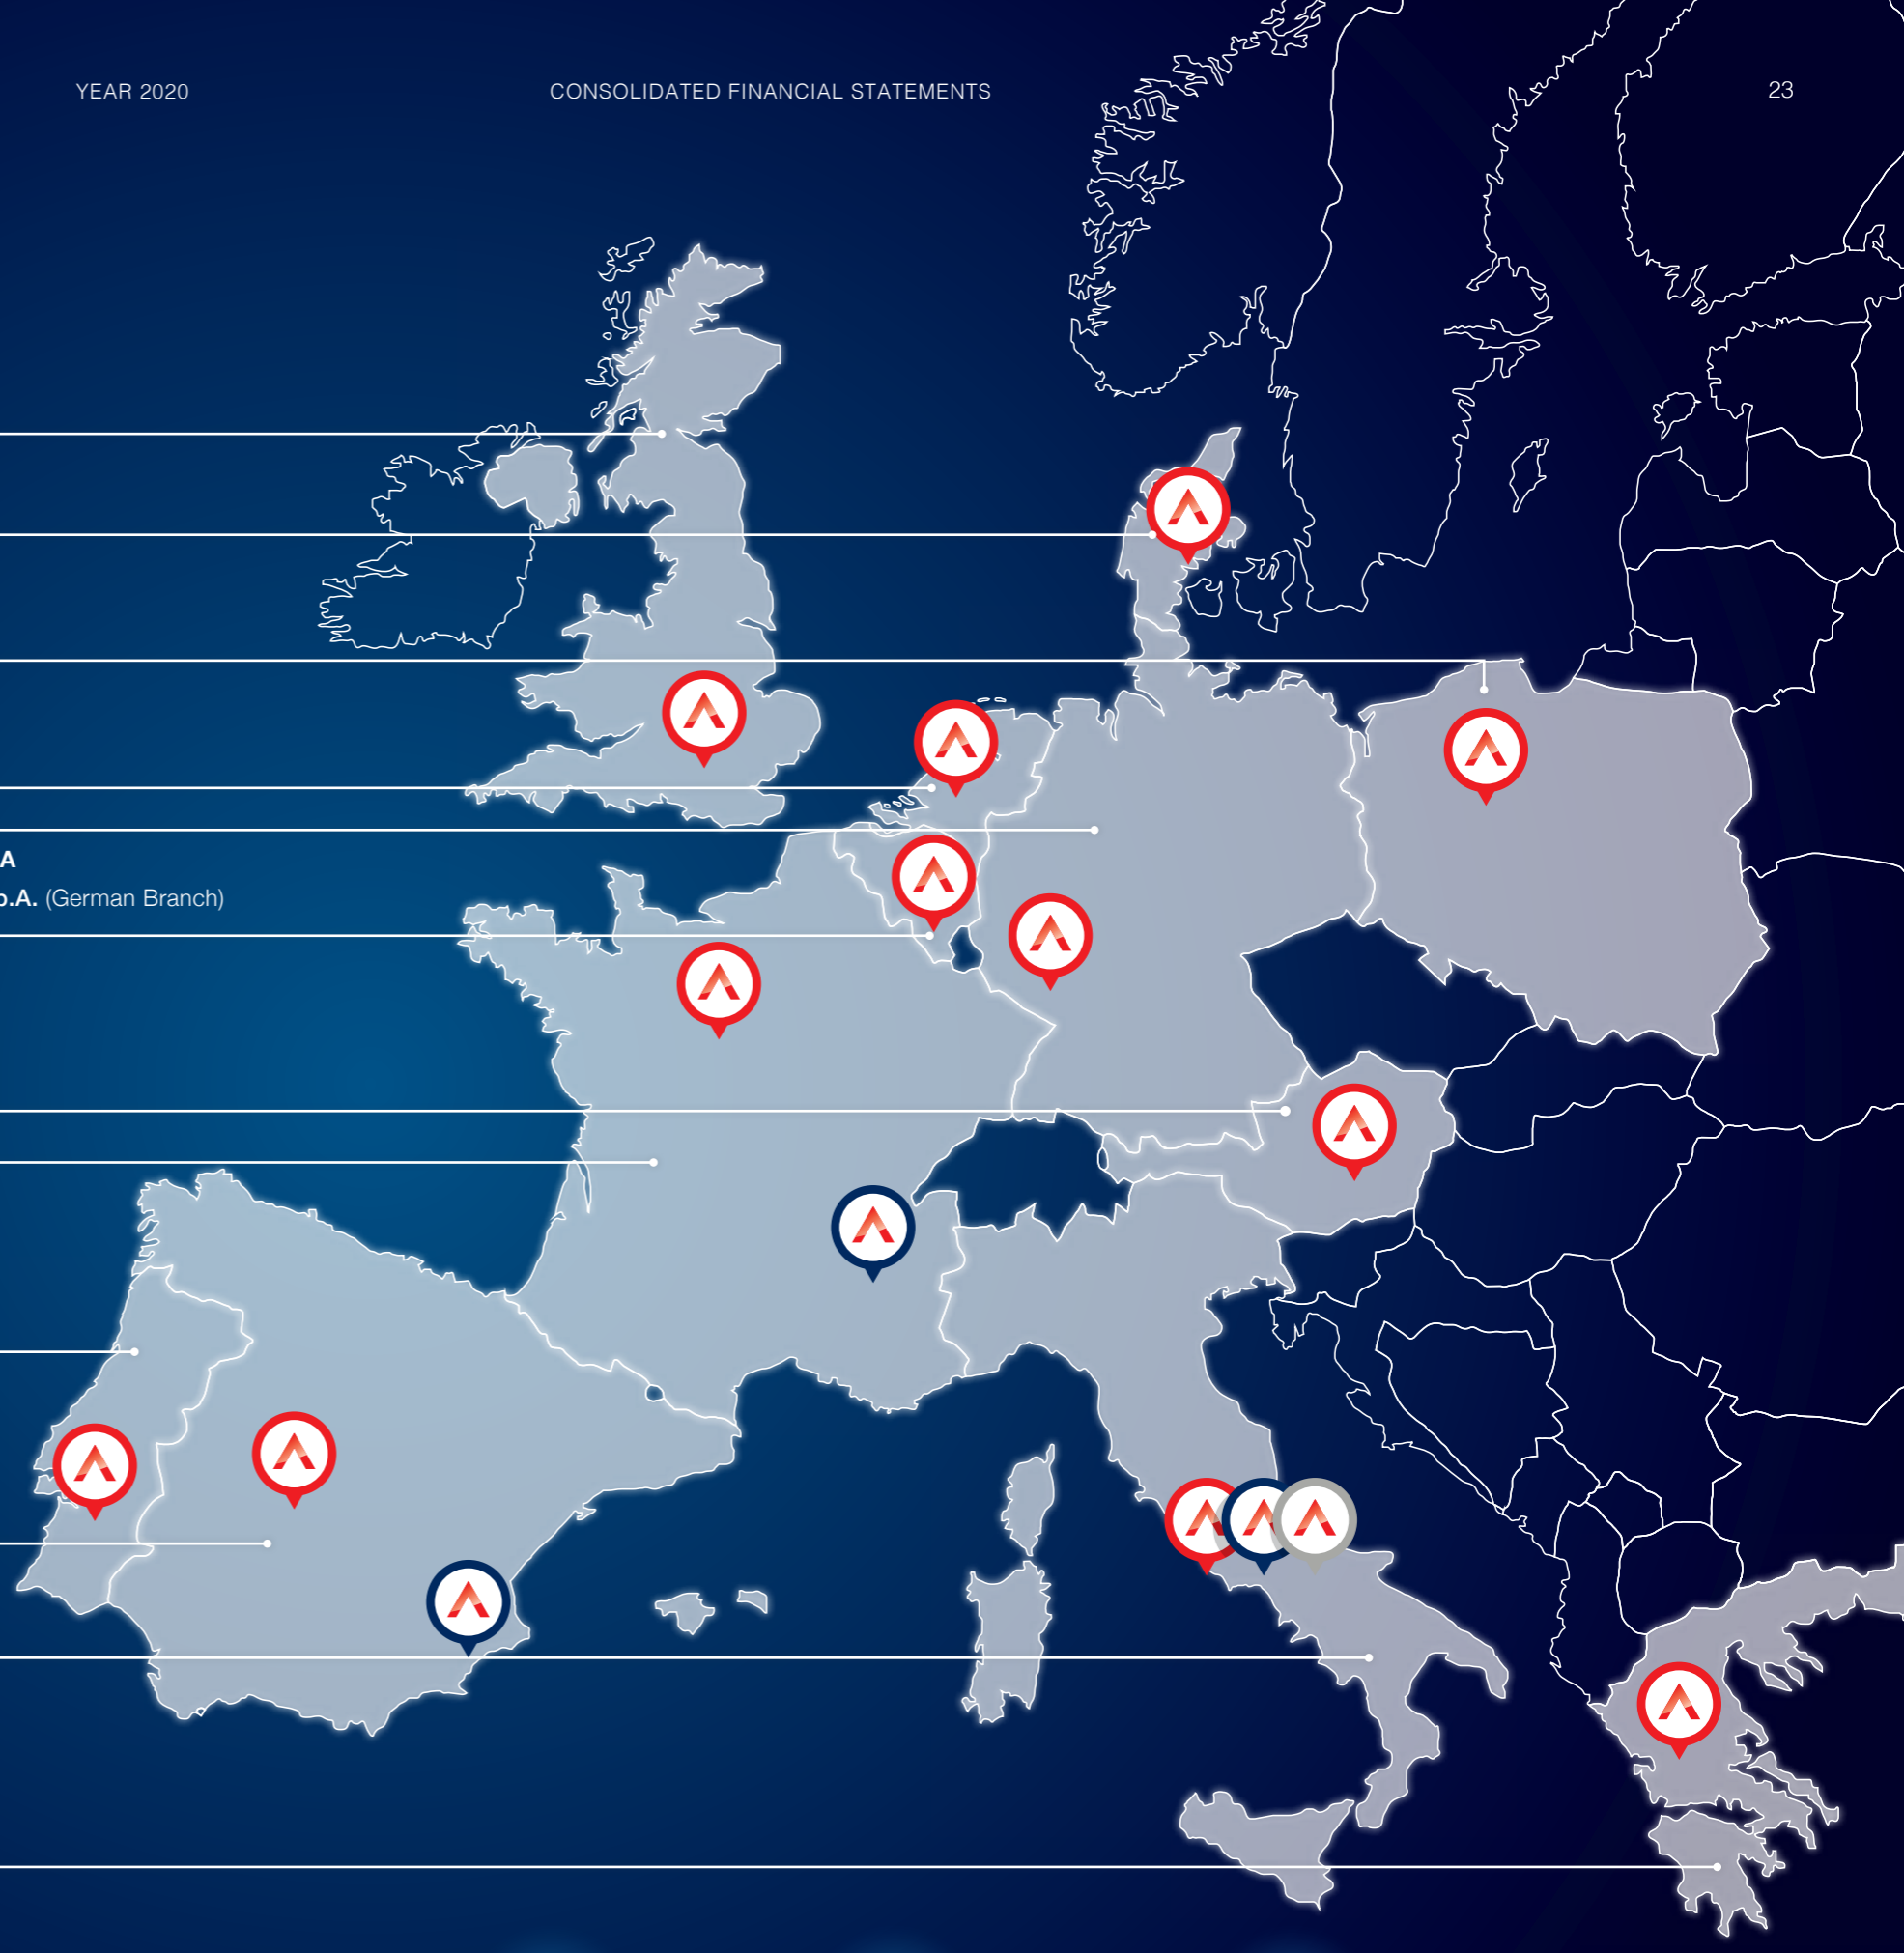 YEAR 2020
CONSOLIDATED FINANCIAL STATEMENTS
23
A
p.A. (German Branch)